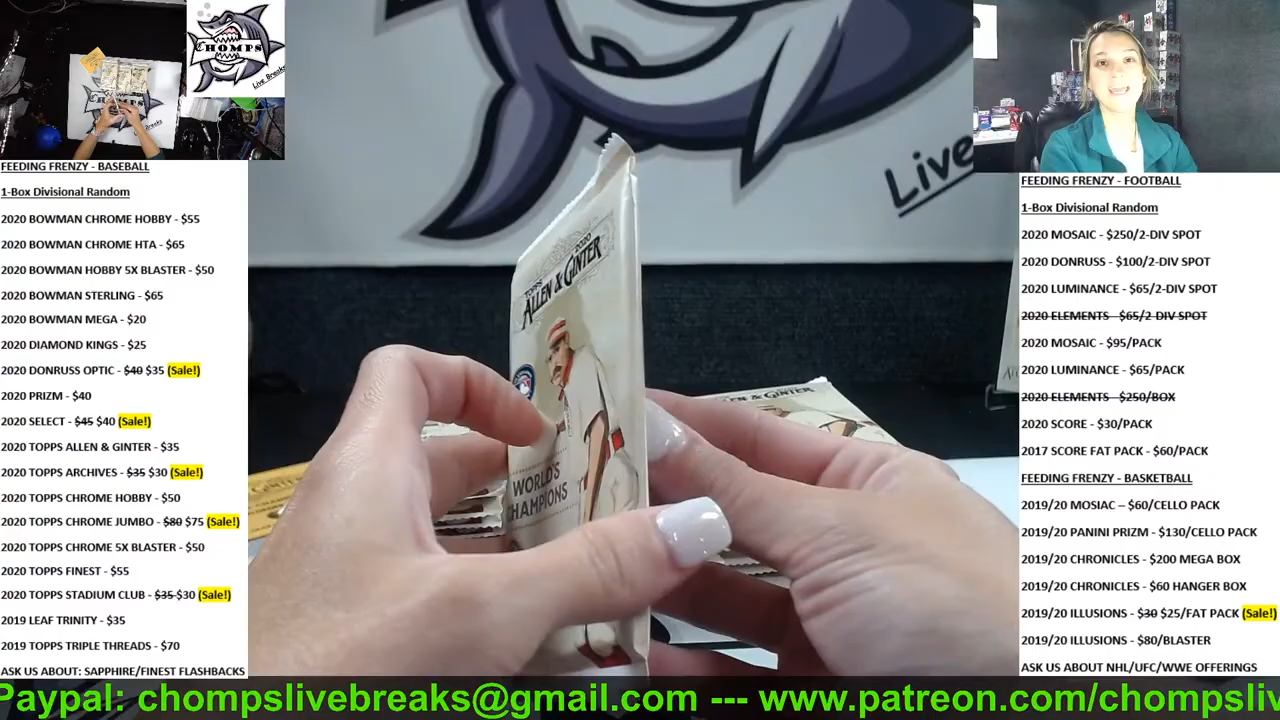 CHOMPS
Live Breaks
FEEDING FRENZY - BASEBALL
1-Box Divisional Random
2020 BOWMAN CHROME HOBBY - $55
2020 BOWMAN CHROME HTA - $65
2020 BOWMAN HOBBY 5X BLASTER - $50
2020 BOWMAN STERLING - $65
2020 BOWMAN MEGA - $20
2020 DIAMOND KINGS - $25
2020 DONRUSS OPTIC - $40 $35 (Sale!)
2020 PRIZM - $40
2020 SELECT - $45 $40 (Sale!)
2020 TOPPS ALLEN & GINTER - $35
2020 TOPPS ARCHIVES - $35 $30 (Sale!)
2020 TOPPS CHROME HOBBY - $50
2020 TOPPS CHROME JUMBO - $80 $75 (Sale!)
2020 TOPPS CHROME 5X BLASTER - $50
2020 TOPPS FINEST - $55
2020 TOPPS STADIUM CLUB - $35 $30 (Sale!)
2019 LEAF TRINITY - $35
2019 TOPPS TRIPLE THREADS - $70
ASK US ABOUT: SAPPHIRE/FINEST FLASHBACKS
Live
2020
TOPPS
ALLEN & GINTER
WORLD'S
CHAMPIONS
ALLEN & GINTER
FEEDING FRENZY - FOOTBALL
1-Box Divisional Random
2020 MOSAIC - $250/2-DIV SPOT
2020 DONRUSS - $100/2-DIV SPOT
2020 LUMINANCE - $65/2-DIV SPOT
2020 ELEMENTS - $65/2-DIV SPOT
2020 MOSAIC - $95/PACK
2020 LUMINANCE - $65/PACK
2020 ELEMENTS - $250/BOX
2020 SCORE - $30/PACK
2017 SCORE FAT PACK - $60/PACK
FEEDING FRENZY - BASKETBALL
2019/20 MOSIAC – $60/CELLO PACK
2019/20 PANINI PRIZM - $130/CELLO PACK
2019/20 CHRONICLES - $200 MEGA BOX
2019/20 CHRONICLES - $60 HANGER BOX
2019/20 ILLUSIONS - $30 $25/FAT PACK (Sale!)
2019/20 ILLUSIONS - $80/BLASTER
ASK US ABOUT NHL/UFC/WWE OFFERINGS
Paypal: chompslivebreaks@gmail.com --- www.patreon.com/chompsliv